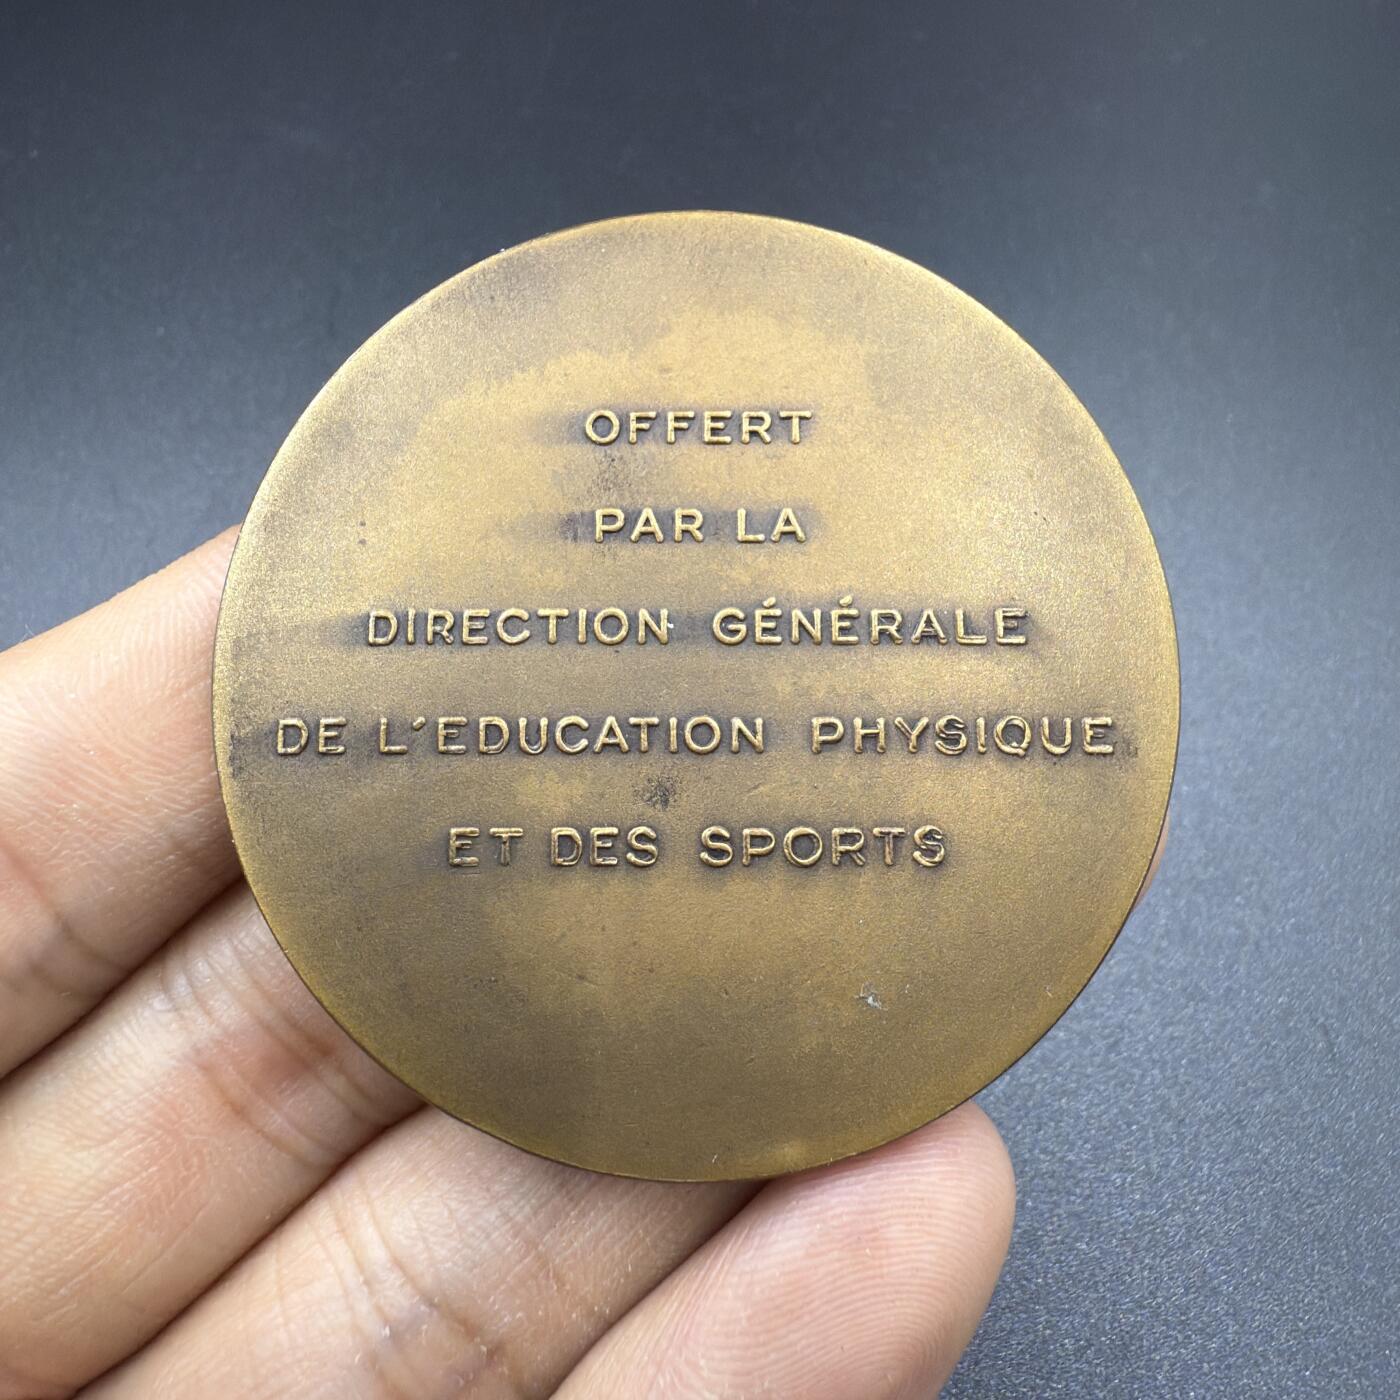 OFFERT
PAR LA
DIRECTION GÉNÉRALE
DE L'EDUCATION PHYSIQUE
ET DES SPORTS